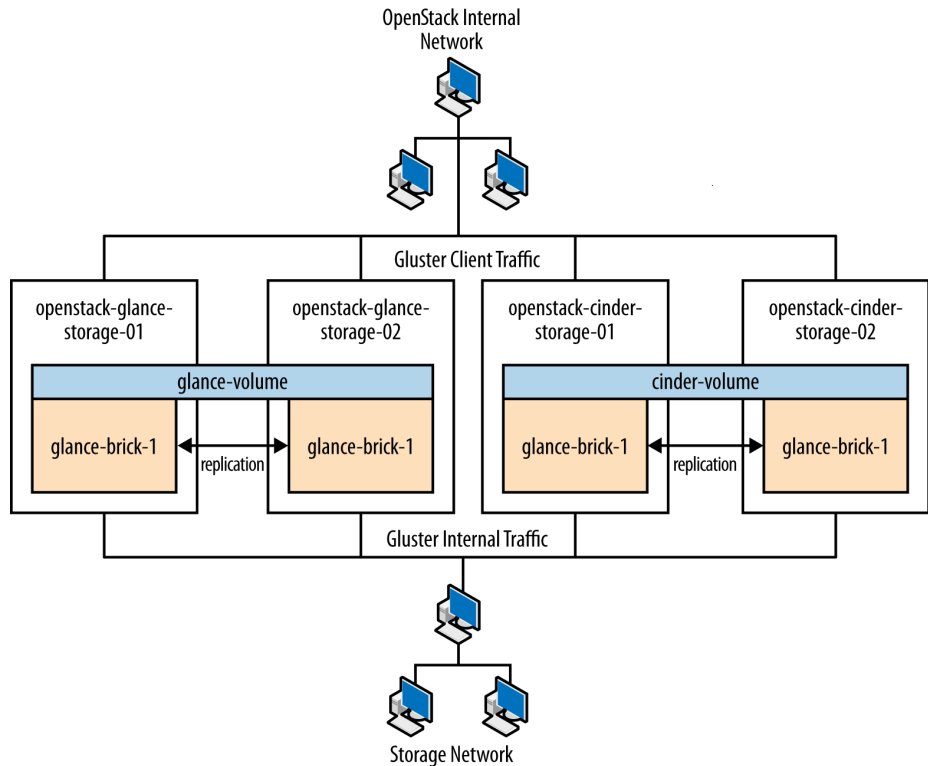 OpenStack Internal
Network
Gluster Client Traffic
openstack-glance-
storage-01
openstack-glance-
storage-02
openstack-cinder-
storage-01
openstack-cinder-
storage-02
glance-volume
cinder-volume
glance-brick-1
replication
glance-brick-1
glance-brick-1
replication
glance-brick-1
Gluster Internal Traffic
Storage Network